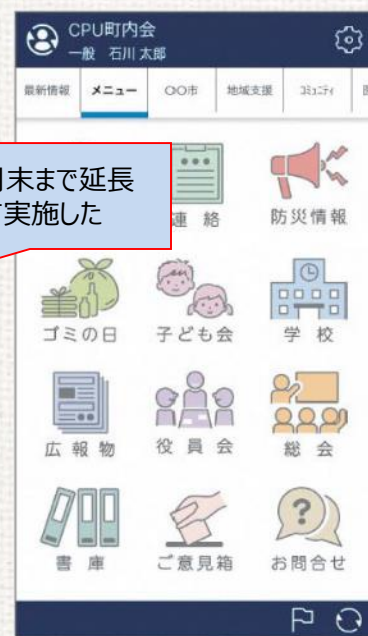 CPU町内会
一般 石川 太郎
最新情報 メニュー 〇〇市 地域支援 コミュニティ
月末まで延長
て実施した
連絡
防災情報
ゴミの日 子ども会 学校
広報物 役員会 総会
書庫 ご意見箱 お問合せ